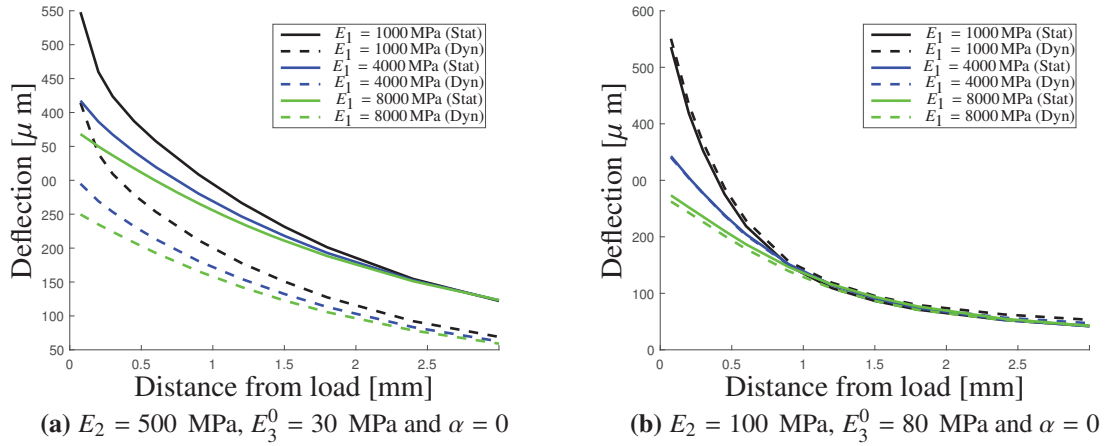 550
500
450
400
50
00
250
200
150
100
50
Deflection [μ m]
E₁ = 1000 MPa (Stat)
E₁ = 1000 MPa (Dyn)
E₁ = 4000 MPa (Stat)
E₁ = 4000 MPa (Dyn)
E₁ = 8000 MPa (Stat)
E₁ = 8000 MPa (Dyn)
0 0.5 1 1.5 2 2.5
Distance from load [mm]
(a) E₂ = 500 MPa, E₃⁰ = 30 MPa and α = 0
600
500
400
00
200
100
50
Deflection [μ m]
E₁ = 1000 MPa (Stat)
E₁ = 1000 MPa (Dyn)
E₁ = 4000 MPa (Stat)
E₁ = 4000 MPa (Dyn)
E₁ = 8000 MPa (Stat)
E₁ = 8000 MPa (Dyn)
0 0.5 1 1.5 2 2.5
Distance from load [mm]
(b) E₂ = 100 MPa, E₃⁰ = 80 MPa and α = 0